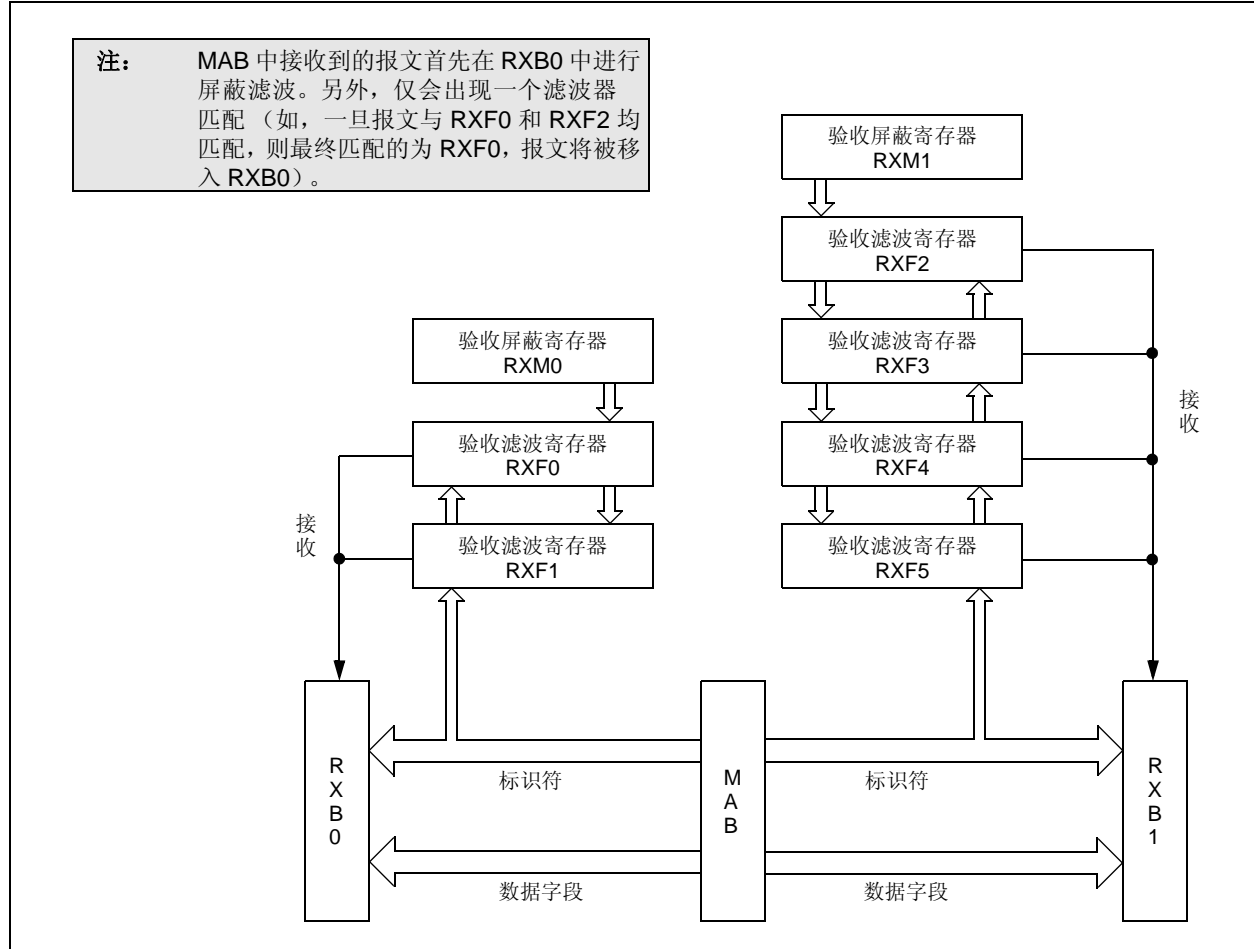 注： MAB 中接收到的报文首先在 RXB0 中进行
屏蔽滤波。另外，仅会出现一个滤波器
匹配 （如，一旦报文与 RXF0 和 RXF2 均
匹配，则最终匹配的为 RXF0，报文将被移
入 RXB0）。
验收屏蔽寄存器
RXM1
验收滤波寄存器
RXF2
验收屏蔽寄存器
RXM0
验收滤波寄存器
RXF3
验收滤波寄存器
RXF0
验收滤波寄存器
RXF4
接收
接收
验收滤波寄存器
RXF1
验收滤波寄存器
RXF5
RXB0
标识符
MAB
标识符
RXB1
数据字段
数据字段